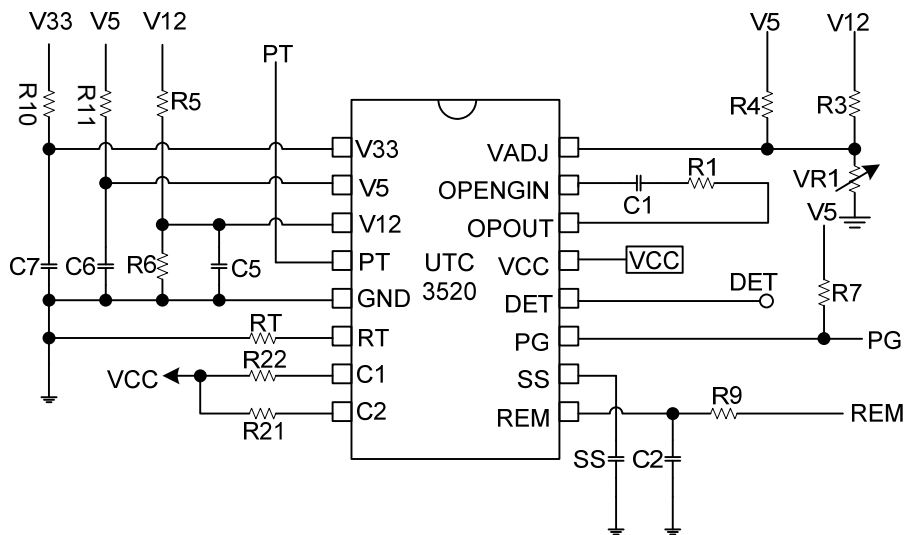 V33 V5 V12 V5 V12
PT
R10 R11 R5 R4 R3
V33 VADJ
V5 OPENGIN C1 R1 VR1
V12 OPOUT V5
C7 C6 R6 C5 PT UTC 3520 VCC VCC
GND DET DET R7
RT RT PG PG
VCC R22 C1 SS
R21 C2 REM R9 REM
SS C2